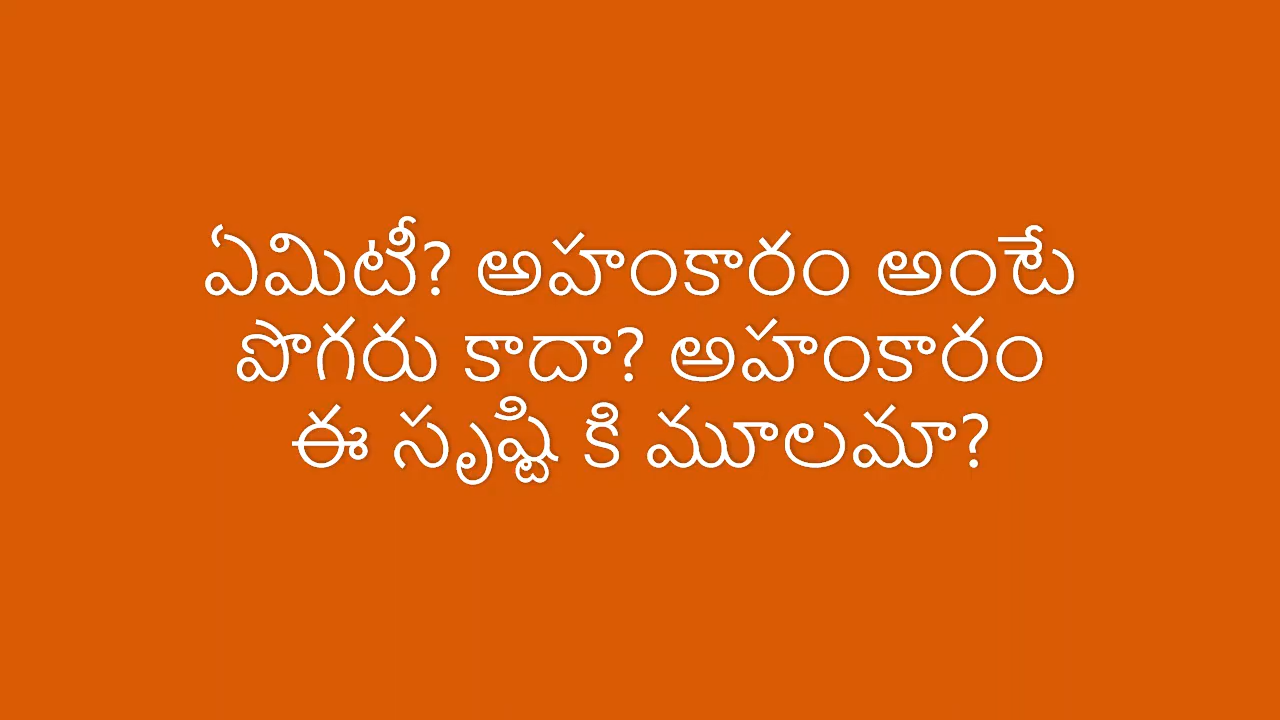 ఏమిటీ? అహంకారం అంటే
పొగరు కాదా? అహంకారం
ఈ సృష్టి కి మూలమా?